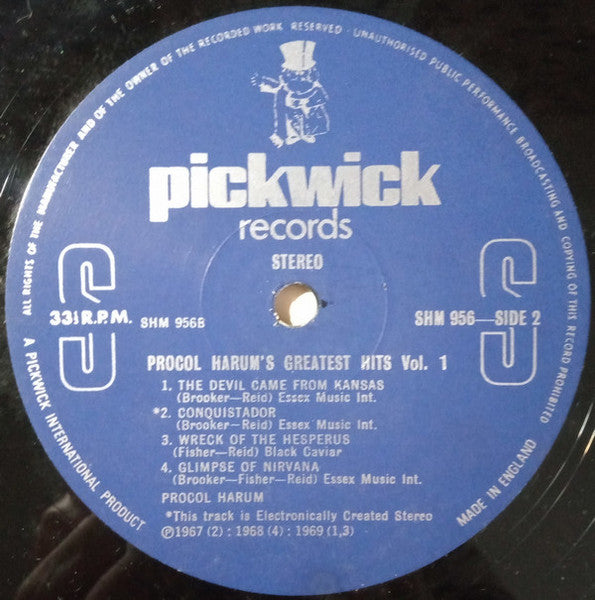 ALL RIGHTS OF THE MANUFACTURER AND OF THE OWNER OF THE RECORDED WORK RESERVED · UNAUTHORISED PUBLIC PERFORMANCE BROADCASTING AND COPYING OF THIS RECORD PROHIBITED
pickwick
records
STEREO
33⅓ R.P.M.
SHM 956B
SHM 956—SIDE 2
PROCOL HARUM'S GREATEST HITS Vol. 1
1. THE DEVIL CAME FROM KANSAS
(Brooker–Reid) Essex Music Int.
*2. CONQUISTADOR
(Brooker–Reid) Essex Music Int.
3. WRECK OF THE HESPERUS
(Fisher–Reid) Black Caviar
4. GLIMPSE OF NIRVANA
(Brooker–Fisher–Reid) Essex Music Int.
PROCOL HARUM
*This track is Electronically Created Stereo
℗1967 (2) : 1968 (4) : 1969 (1,3)
A PICKWICK INTERNATIONAL PRODUCT
MADE IN ENGLAND